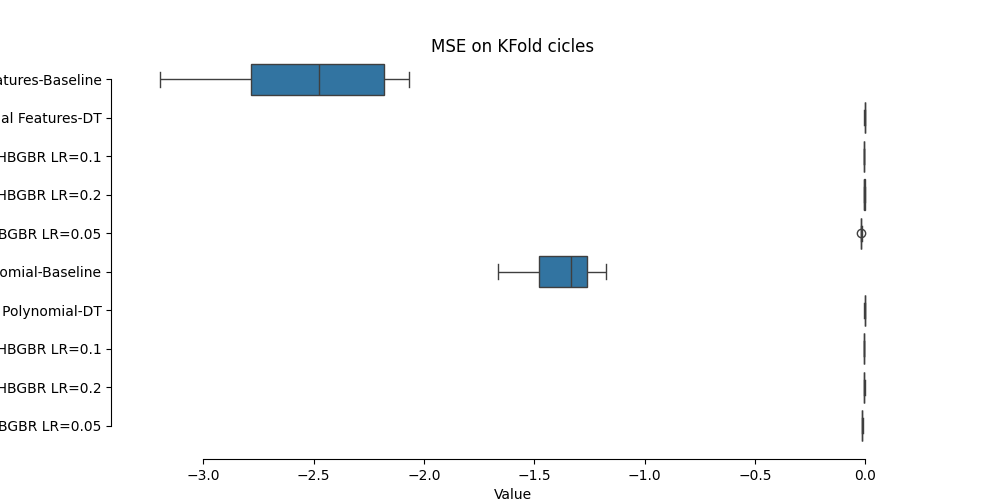 MSE on KFold cicles
atures-Baseline
al Features-DT
HBGBR LR=0.1
HBGBR LR=0.2
BGBR LR=0.05
omial-Baseline
Polynomial-DT
HBGBR LR=0.1
HBGBR LR=0.2
BGBR LR=0.05
−3.0 −2.5 −2.0 −1.5 −1.0 −0.5 0.0
Value